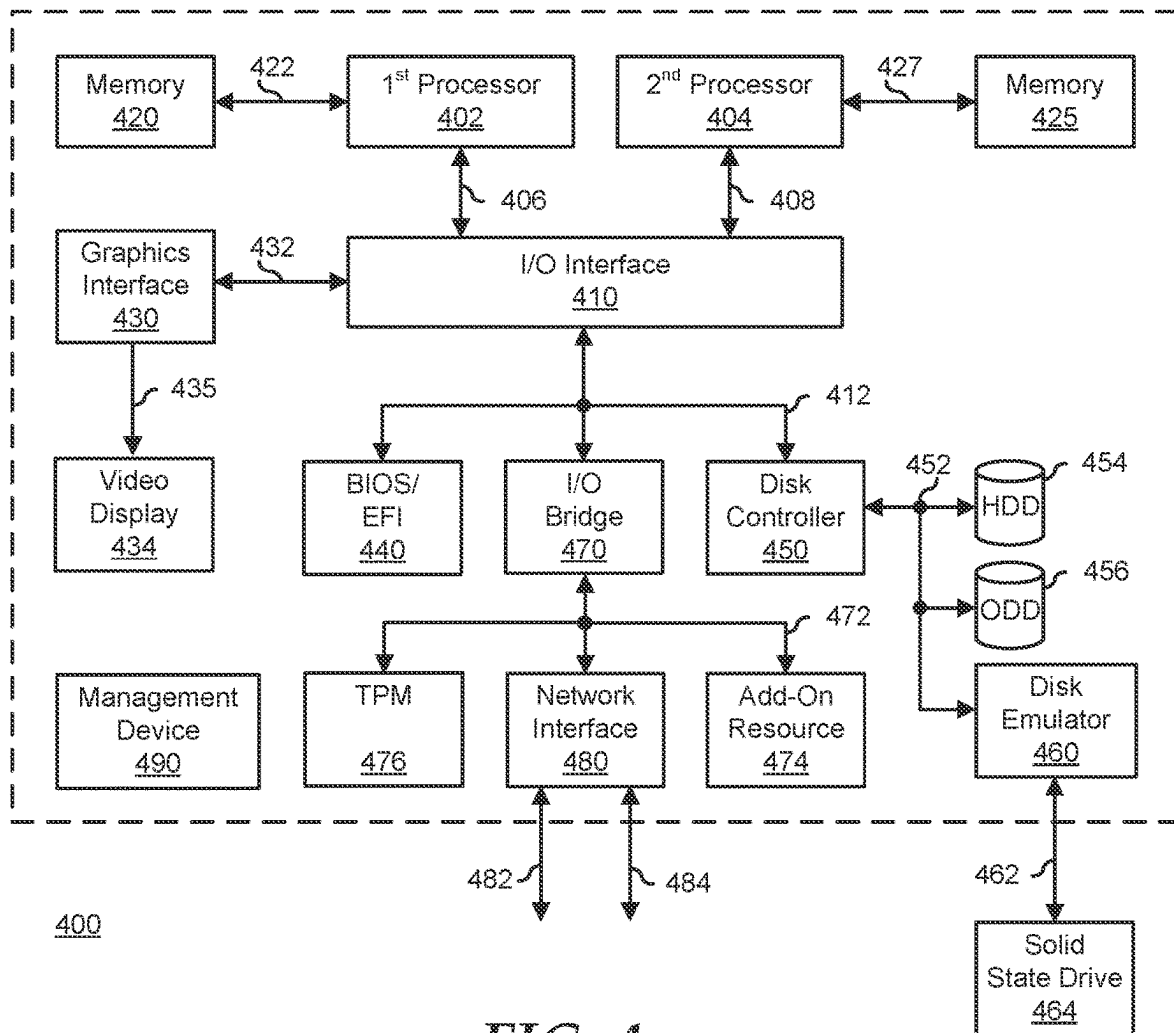 Memory
420
422
1st Processor
402
2nd Processor
404
427
Memory
425
406
408
Graphics
Interface
430
432
I/O Interface
410
435
412
Video
Display
434
BIOS/
EFI
440
I/O
Bridge
470
Disk
Controller
450
452
HDD
454
ODD
456
472
Management
Device
490
TPM
476
Network
Interface
480
Add-On
Resource
474
Disk
Emulator
460
482
484
462
400
Solid
State Drive
464